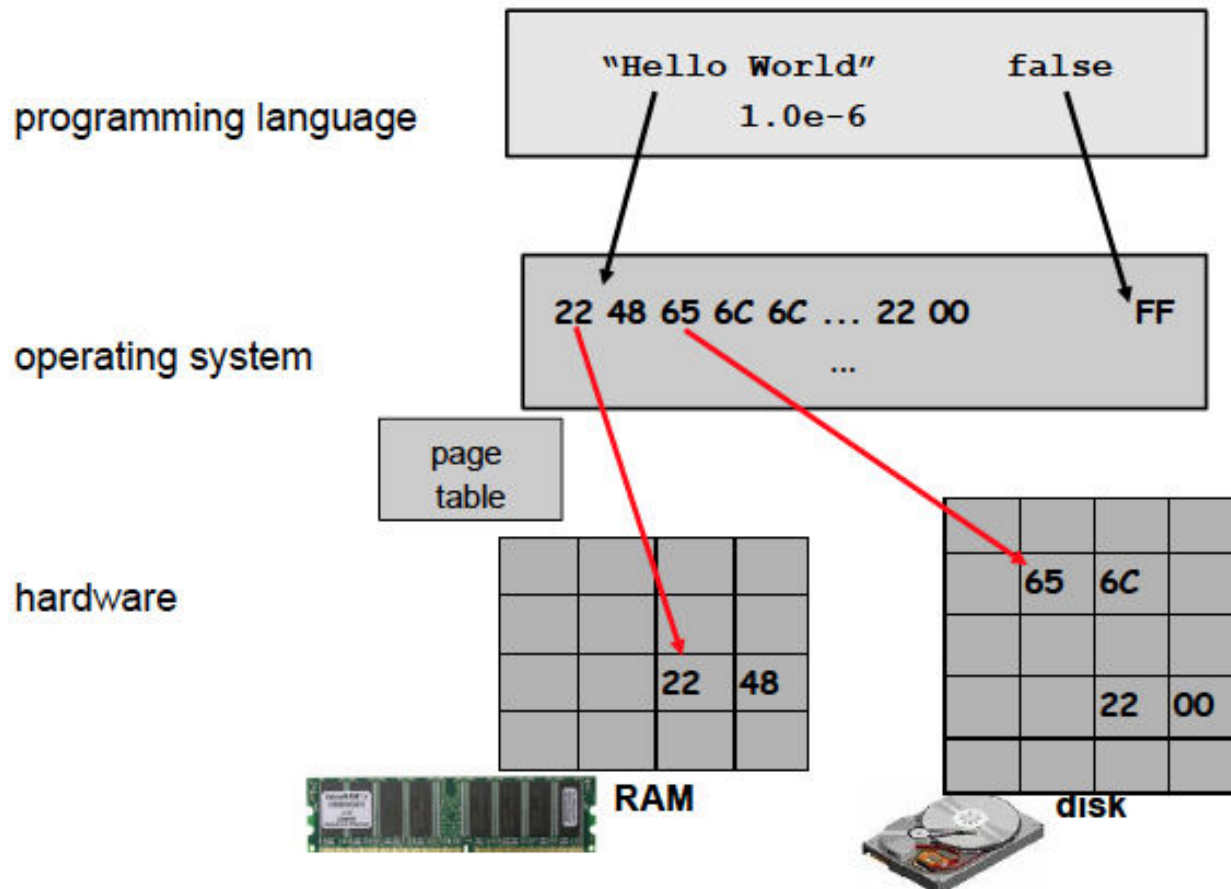 "Hello World" false
programming language
1.0e-6
22 48 65 6C 6C ... 22 00 FF
operating system
...
page
table
65 6C
hardware
22 48
22 00
RAM
disk